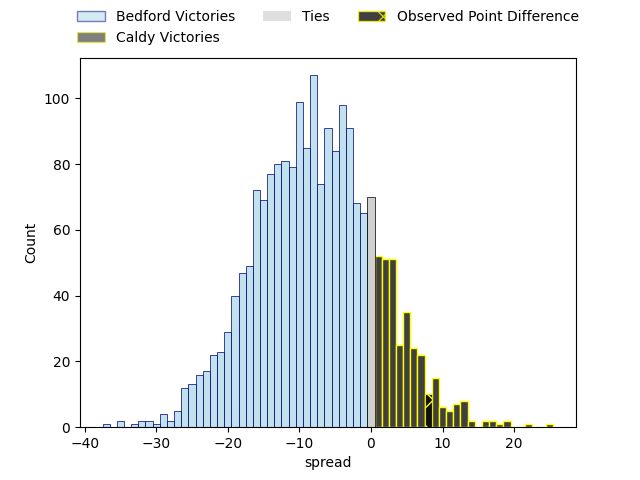 Bedford Victories
Ties
Observed Point Difference
Caldy Victories
100
80
60
40
20
0
Count
−40
−30
−20
−10
0
10
20
spread